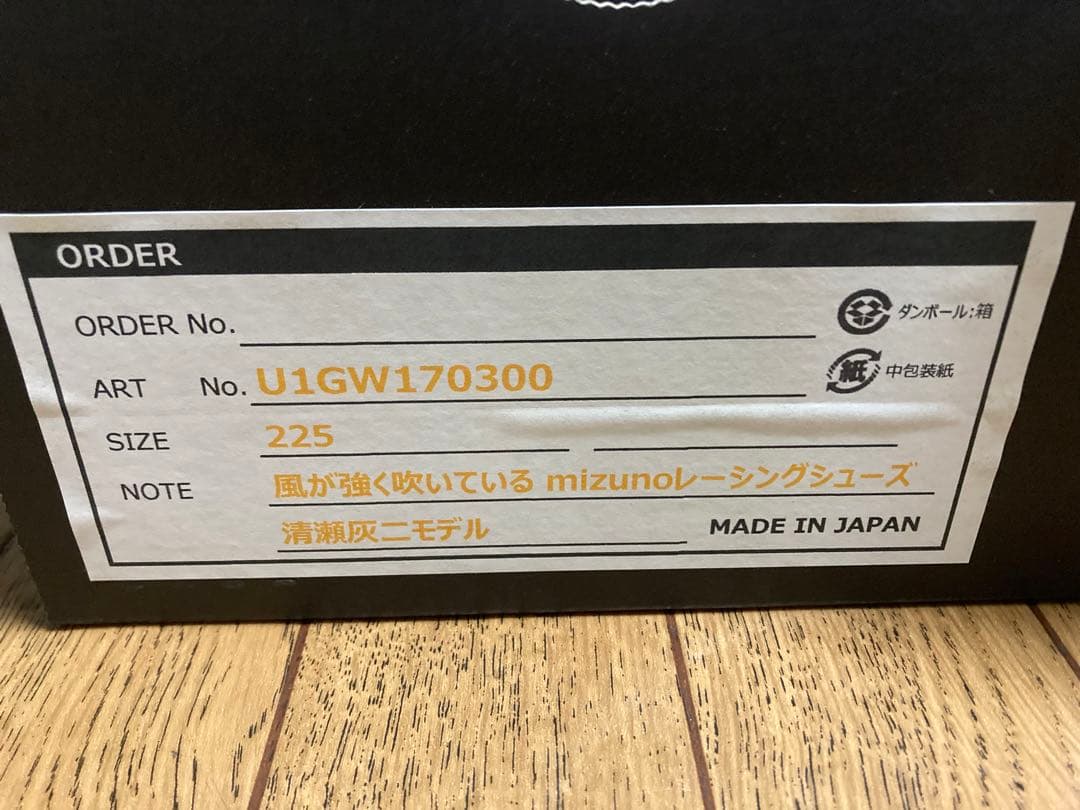 ORDER
ORDER No.
ダンボール:箱
ART No. U1GW170300
紙 中包装紙
SIZE 225
NOTE 風が強く吹いている mizunoレーシングシューズ
清瀬灰二モデル MADE IN JAPAN